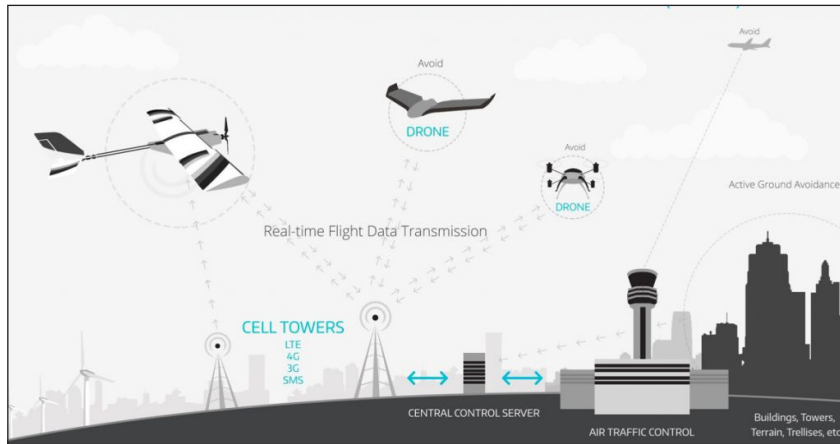 Avoid
Avoid
DRONE
Avoid
DRONE
Active Ground Avoidance
Real-time Flight Data Transmission
CELL TOWERS
LTE
4G
3G
SMS
CENTRAL CONTROL SERVER
AIR TRAFFIC CONTROL
Buildings, Towers,
Terrain, Trellises, etc